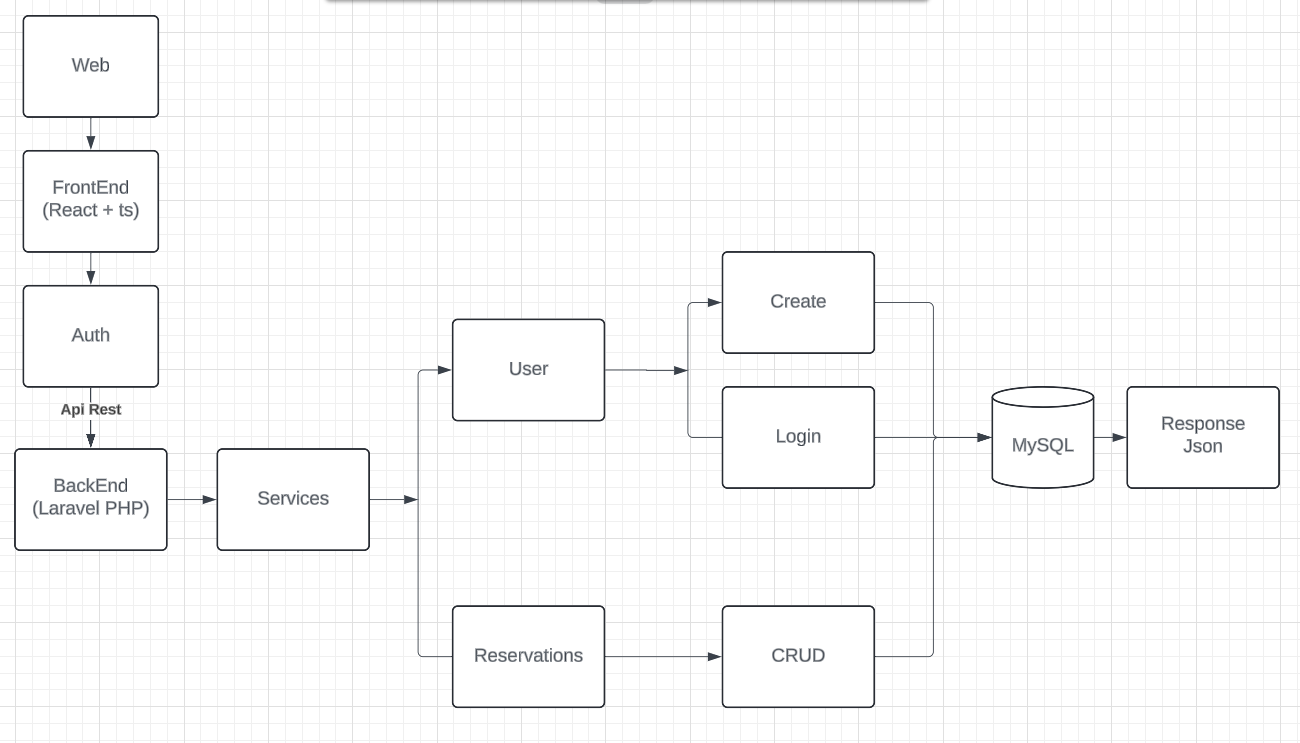 Web
FrontEnd
(React + ts)
Auth
Api Rest
BackEnd
(Laravel PHP)
Services
User
Reservations
Create
Login
CRUD
MySQL
Response
Json